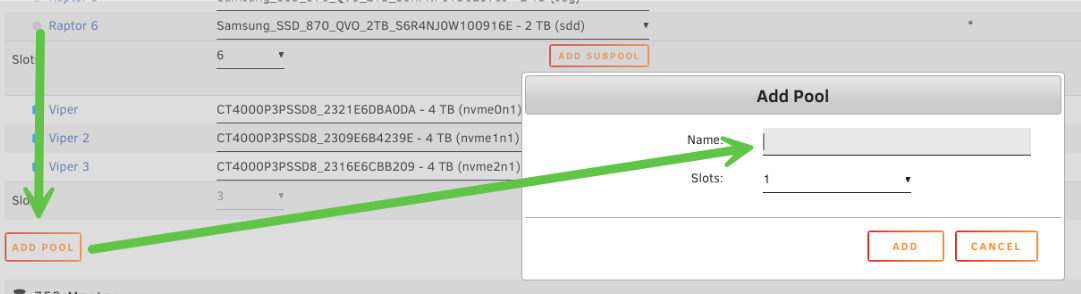 Raptor 6 Samsung_SSD_870_QVO_2TB_S6R4NJ0W100916E - 2 TB (sdd) *
Slots 6 ADD SUBPOOL
Add Pool
Viper CT4000P3PSSD8_2321E6DBA0DA - 4 TB (nvme0n1)
Name:
Viper 2 CT4000P3PSSD8_2309E6B4239E - 4 TB (nvme1n1)
Viper 3 CT4000P3PSSD8_2316E6CBB209 - 4 TB (nvme2n1)
Slots: 1
3
ADD POOL
ADD CANCEL